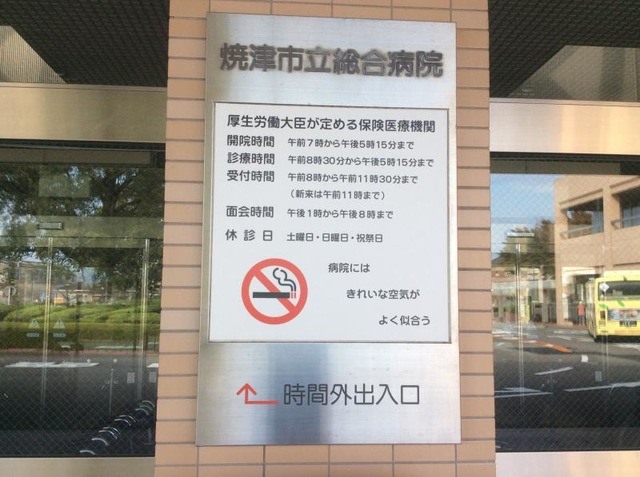 焼津市立総合病院
厚生労働大臣が定める保険医療機関
開院時間 午前7時から午後5時15分まで
診療時間 午前8時30分から午後5時15分まで
受付時間 午前8時から午前11時30分まで
（新来は午前11時まで）
面会時間 午後1時から午後8時まで
休診日 土曜日・日曜日・祝祭日
病院には
きれいな空気が
よく似合う
時間外出入口